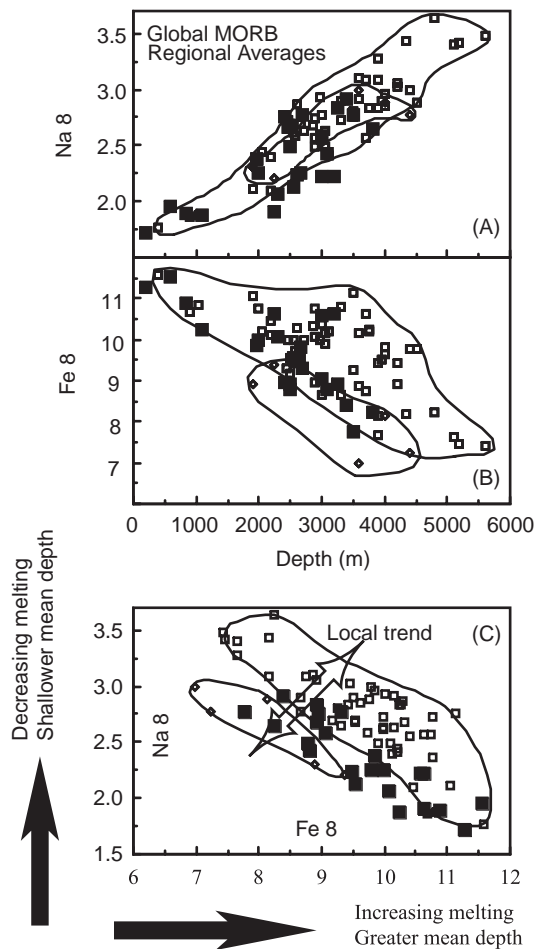 Global MORB
Regional Averages
3.5
3.0
2.5
2.0
Na 8
(A)
11
10
9
8
7
Fe 8
(B)
0 1000 2000 3000 4000 5000 6000
Depth (m)
Decreasing melting
Shallower mean depth
3.5
3.0
2.5
2.0
1.5
Na 8
Local trend
(C)
Fe 8
6 7 8 9 10 11 12
Increasing melting
Greater mean depth